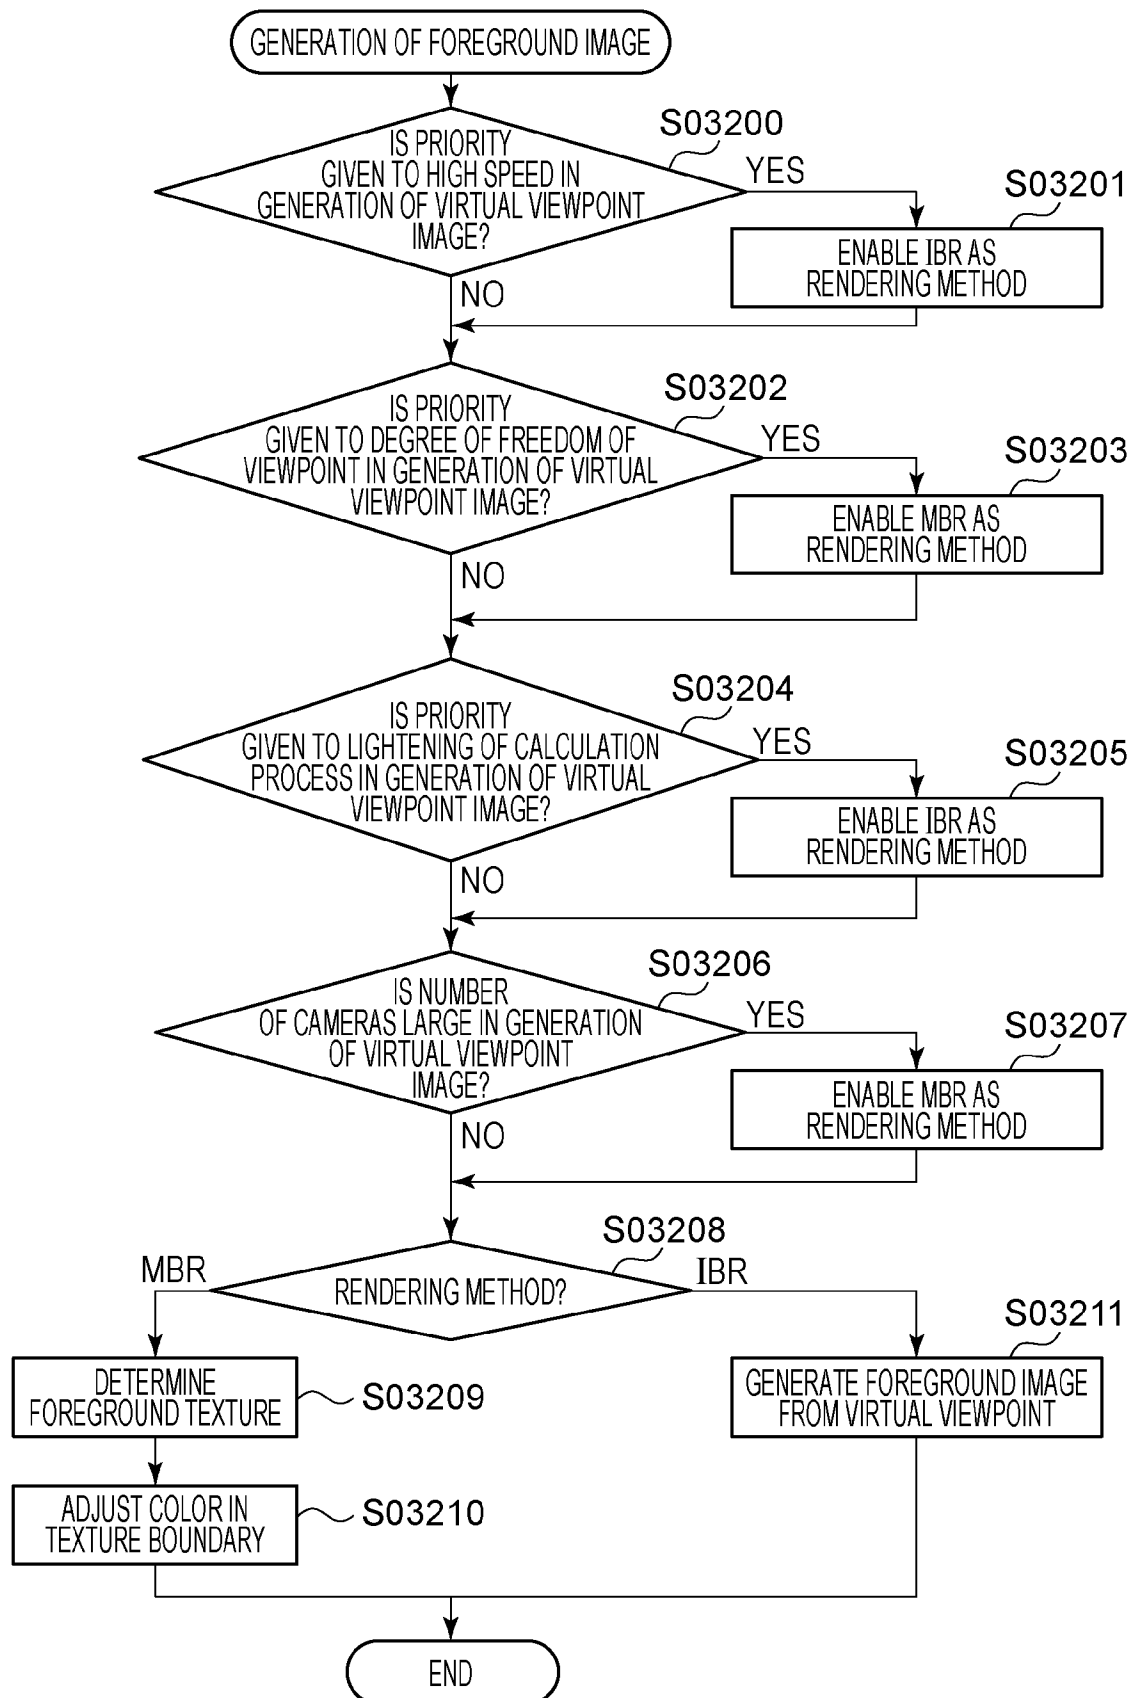 GENERATION OF FOREGROUND IMAGE
S03200
IS PRIORITY
GIVEN TO HIGH SPEED IN
GENERATION OF VIRTUAL VIEWPOINT
IMAGE?
YES
S03201
ENABLE IBR AS
RENDERING METHOD
NO
S03202
IS PRIORITY
GIVEN TO DEGREE OF FREEDOM OF
VIEWPOINT IN GENERATION OF VIRTUAL
VIEWPOINT IMAGE?
YES
S03203
ENABLE MBR AS
RENDERING METHOD
NO
S03204
IS PRIORITY
GIVEN TO LIGHTENING OF CALCULATION
PROCESS IN GENERATION OF VIRTUAL
VIEWPOINT IMAGE?
YES
S03205
ENABLE IBR AS
RENDERING METHOD
NO
S03206
IS NUMBER
OF CAMERAS LARGE IN GENERATION
OF VIRTUAL VIEWPOINT
IMAGE?
YES
S03207
ENABLE MBR AS
RENDERING METHOD
NO
S03208
MBR
RENDERING METHOD?
IBR
S03211
DETERMINE
FOREGROUND TEXTURE
S03209
GENERATE FOREGROUND IMAGE
FROM VIRTUAL VIEWPOINT
ADJUST COLOR IN
TEXTURE BOUNDARY
S03210
END